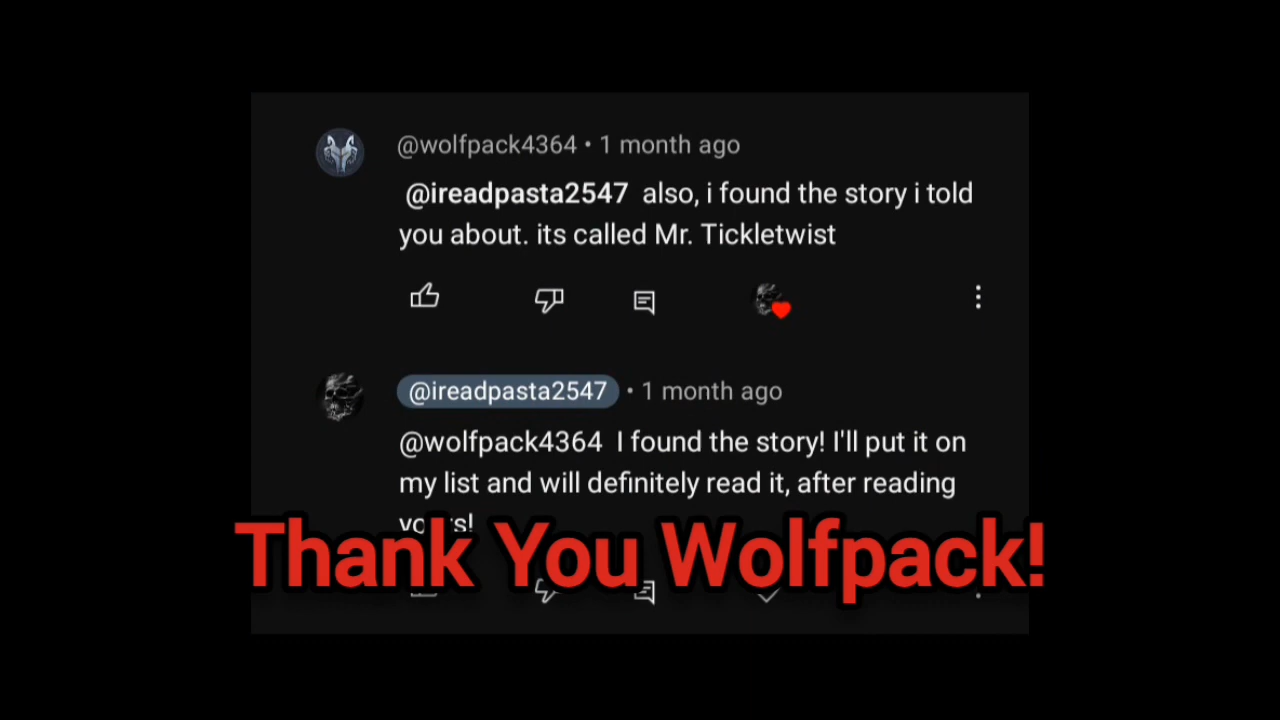 @wolfpack4364 • 1 month ago
@ireadpasta2547 also, i found the story i told
you about. its called Mr. Tickletwist
@ireadpasta2547 • 1 month ago
@wolfpack4364 I found the story! I'll put it on
my list and will definitely read it, after reading
yours!
Thank You Wolfpack!